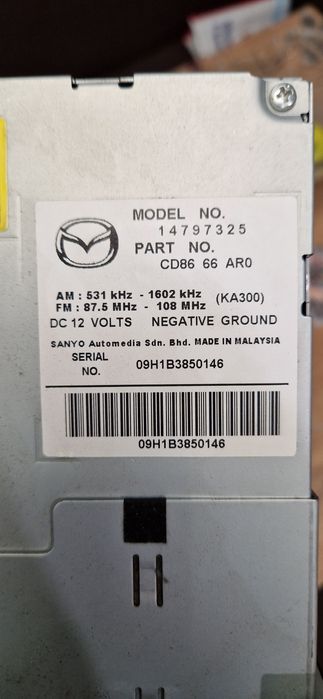 MODEL NO.
14797325
PART NO.
CD86 66 AR0
AM : 531 kHz - 1602 kHz (KA300)
FM : 87.5 MHz - 108 MHz
DC 12 VOLTS NEGATIVE GROUND
SANYO Automedia Sdn. Bhd. MADE IN MALAYSIA
SERIAL
NO. 09H1B3850146
09H1B3850146